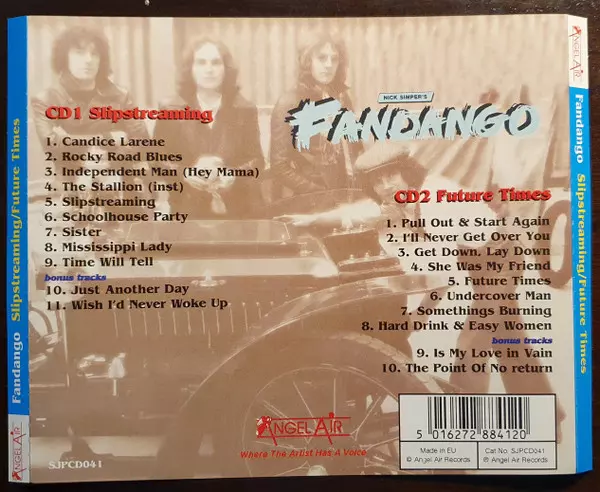 Fandango Slipstreaming/Future Times
ANGEL AIR
CD1 Slipstreaming
1. Candice Larene
2. Rocky Road Blues
3. Independent Man (Hey Mama)
4. The Stallion (inst)
5. Slipstreaming
6. Schoolhouse Party
7. Sister
8. Mississippi Lady
9. Time Will Tell
bonus tracks
10. Just Another Day
11. Wish I'd Never Woke Up
NICK SIMPER'S
FANDANGO
CD2 Future Times
1. Pull Out & Start Again
2. I'll Never Get Over You
3. Get Down, Lay Down
4. She Was My Friend
5. Future Times
6. Undercover Man
7. Somethings Burning
8. Hard Drink & Easy Women
bonus tracks
9. Is My Love in Vain
10. The Point Of No return
SJPCD041
ANGEL AIR
Where The Artist Has A Voice
5 016272 884120
Made in EU
© Angel Air Records
Cat No. SJPCD041
℗ Angel Air Records
ANGEL AIR
Fandango Slipstreaming/Future Times